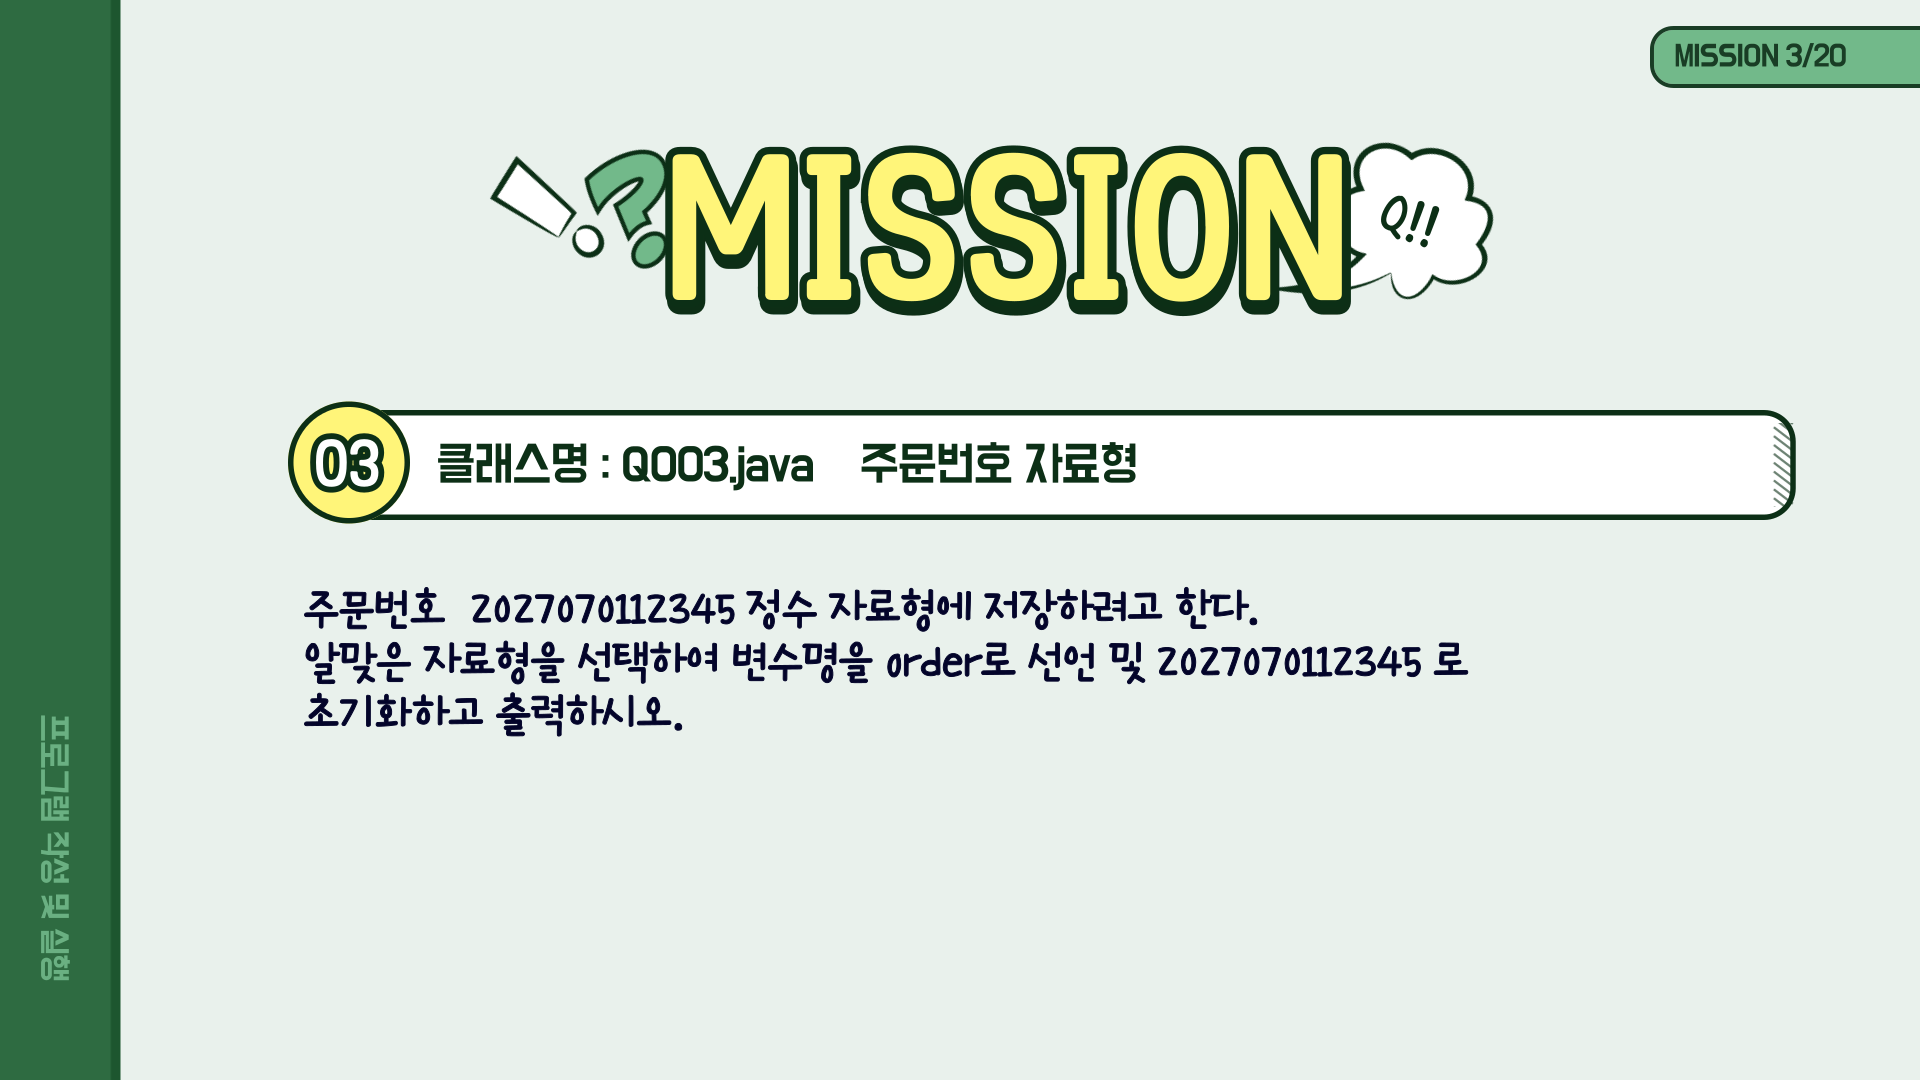 MISSION 3/20
!?MISSION Q!!
03 클래스명 : Q003.java 주문번호 자료형
주문번호 2027070112345 정수 자료형에 저장하려고 한다.
알맞은 자료형을 선택하여 변수명을 order로 선언 및 2027070112345 로
초기화하고 출력하시오.
프로그램 작성 및 실행